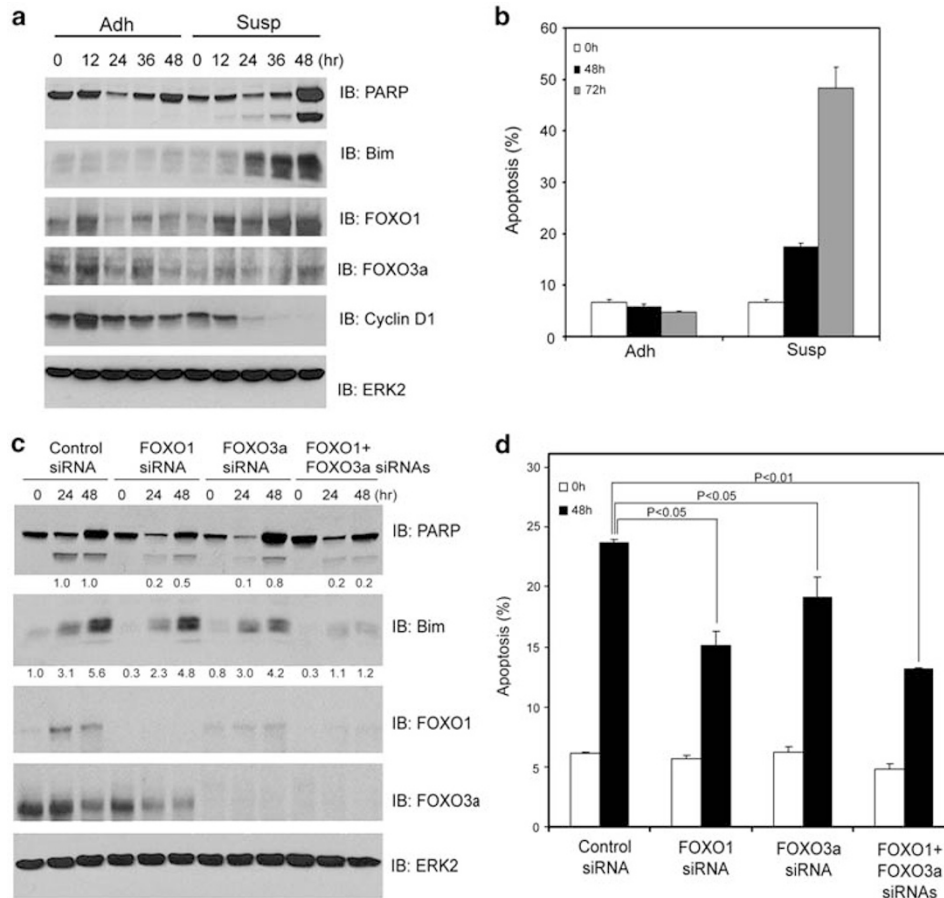 a
Adh Susp
0 12 24 36 48 0 12 24 36 48 (hr)
IB: PARP
IB: Bim
IB: FOXO1
IB: FOXO3a
IB: Cyclin D1
IB: ERK2
b
60
50
40
30
20
10
0
Apoptosis (%)
0h
48h
72h
Adh Susp
c
Control siRNA
FOXO1 siRNA
FOXO3a siRNA
FOXO1+ FOXO3a siRNAs
0 24 48 0 24 48 0 24 48 0 24 48 (hr)
IB: PARP
1.0 1.0 0.2 0.5 0.1 0.8 0.2 0.2
IB: Bim
1.0 3.1 5.6 0.3 2.3 4.8 0.8 3.0 4.2 0.3 1.1 1.2
IB: FOXO1
IB: FOXO3a
IB: ERK2
d
30
25
20
15
10
5
0
Apoptosis (%)
0h
48h
P<0.01
P<0.05
P<0.05
Control siRNA
FOXO1 siRNA
FOXO3a siRNA
FOXO1+ FOXO3a siRNAs